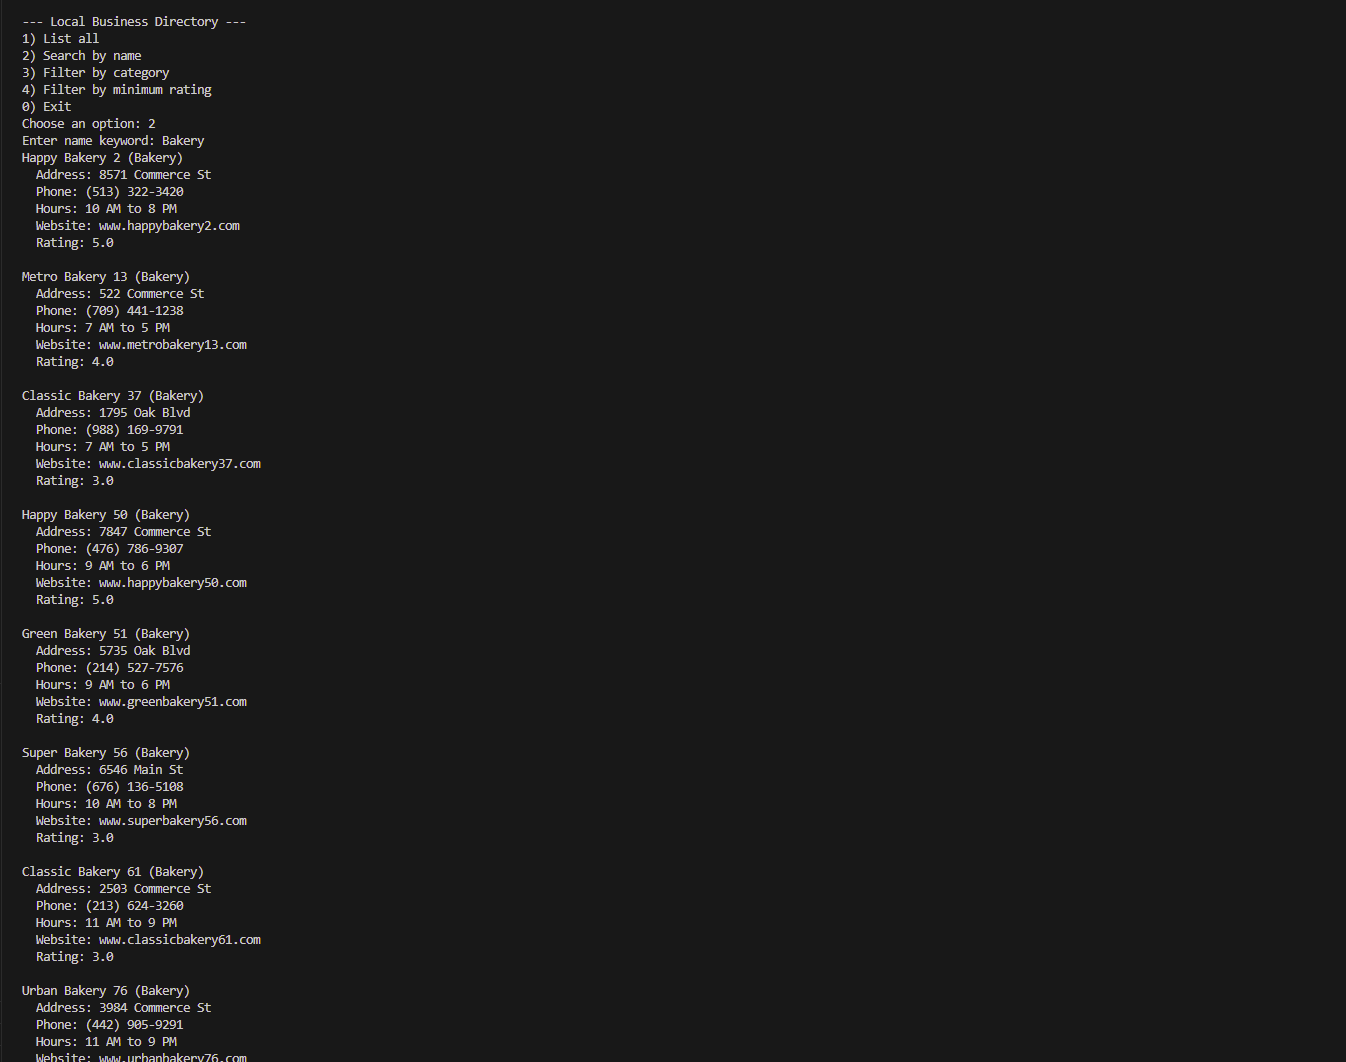 --- Local Business Directory ---
1) List all
2) Search by name
3) Filter by category
4) Filter by minimum rating
0) Exit
Choose an option: 2
Enter name keyword: Bakery
Happy Bakery 2 (Bakery)
  Address: 8571 Commerce St
  Phone: (513) 322-3420
  Hours: 10 AM to 8 PM
  Website: www.happybakery2.com
  Rating: 5.0

Metro Bakery 13 (Bakery)
  Address: 522 Commerce St
  Phone: (709) 441-1238
  Hours: 7 AM to 5 PM
  Website: www.metrobakery13.com
  Rating: 4.0

Classic Bakery 37 (Bakery)
  Address: 1795 Oak Blvd
  Phone: (988) 169-9791
  Hours: 7 AM to 5 PM
  Website: www.classicbakery37.com
  Rating: 3.0

Happy Bakery 50 (Bakery)
  Address: 7847 Commerce St
  Phone: (476) 786-9307
  Hours: 9 AM to 6 PM
  Website: www.happybakery50.com
  Rating: 5.0

Green Bakery 51 (Bakery)
  Address: 5735 Oak Blvd
  Phone: (214) 527-7576
  Hours: 9 AM to 6 PM
  Website: www.greenbakery51.com
  Rating: 4.0

Super Bakery 56 (Bakery)
  Address: 6546 Main St
  Phone: (676) 136-5108
  Hours: 10 AM to 8 PM
  Website: www.superbakery56.com
  Rating: 3.0

Classic Bakery 61 (Bakery)
  Address: 2503 Commerce St
  Phone: (213) 624-3260
  Hours: 11 AM to 9 PM
  Website: www.classicbakery61.com
  Rating: 3.0

Urban Bakery 76 (Bakery)
  Address: 3984 Commerce St
  Phone: (442) 905-9291
  Hours: 11 AM to 9 PM
  Website: www.urbanbakery76.com